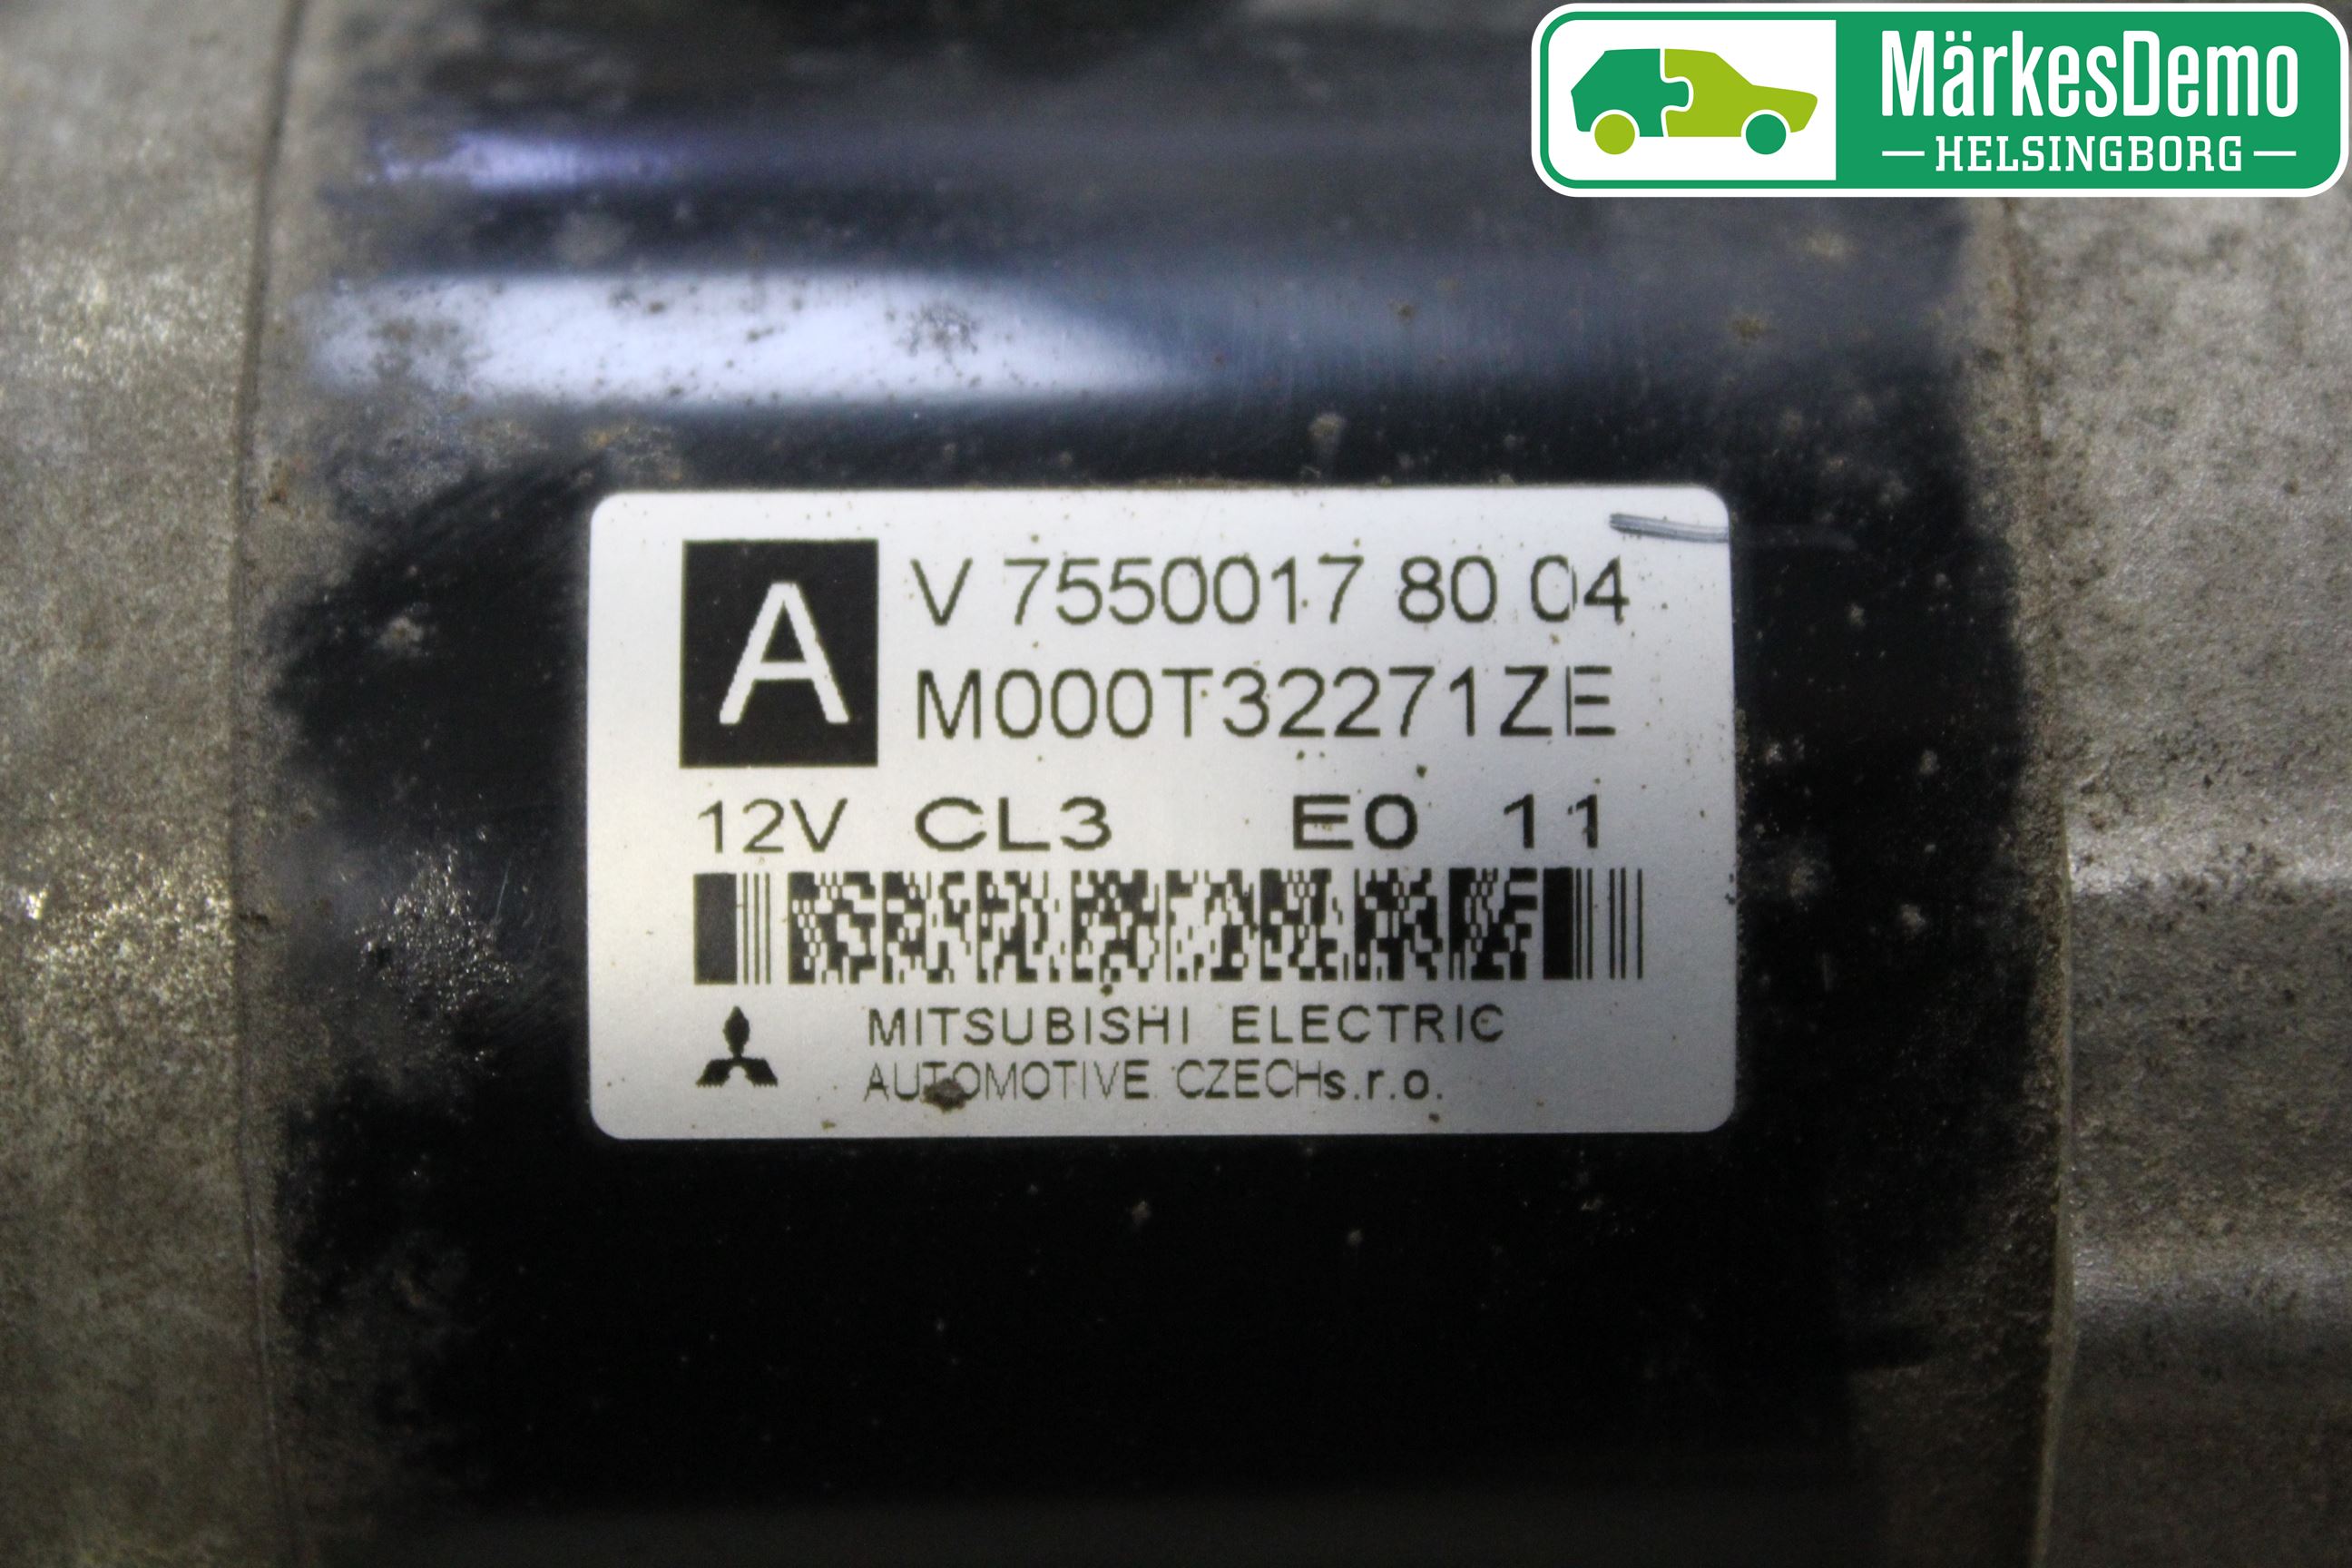 MärkesDemo
HELSINGBORG
A
V 7550017 80 04
M000T32271ZE
12V CL3 E0 11
MITSUBISHI ELECTRIC
AUTOMOTIVE CZECHs.r.o.